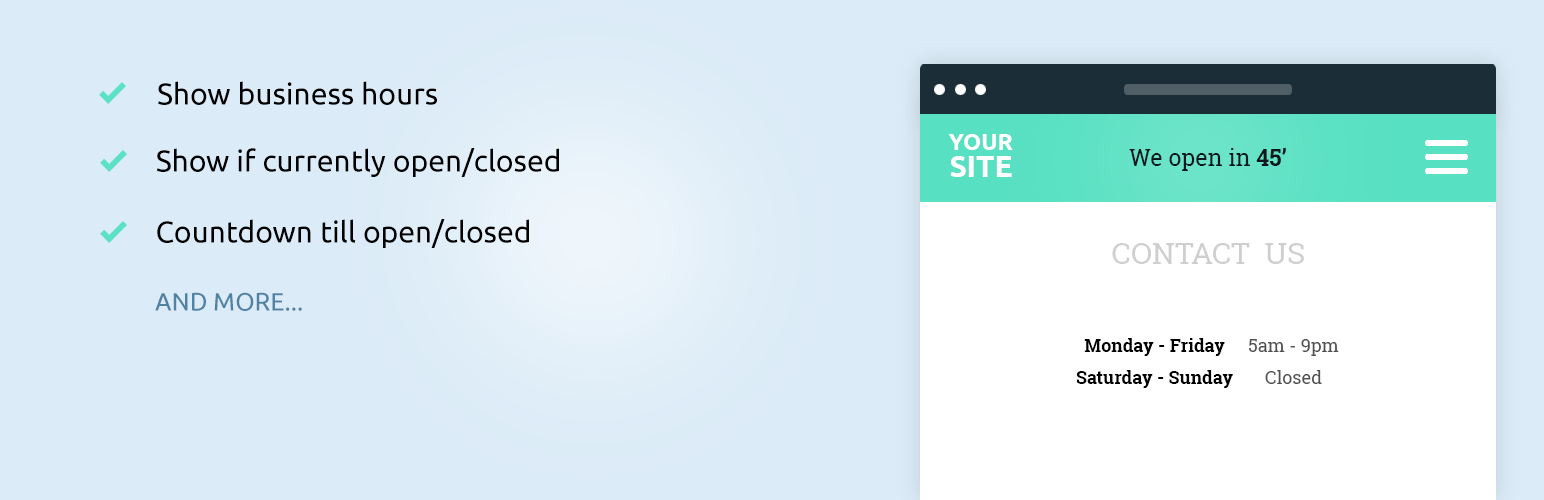 Show business hours
Show if currently open/closed
Countdown till open/closed
AND MORE...
YOUR
SITE
We open in 45’
CONTACT US
Monday - Friday 5am - 9pm
Saturday - Sunday Closed